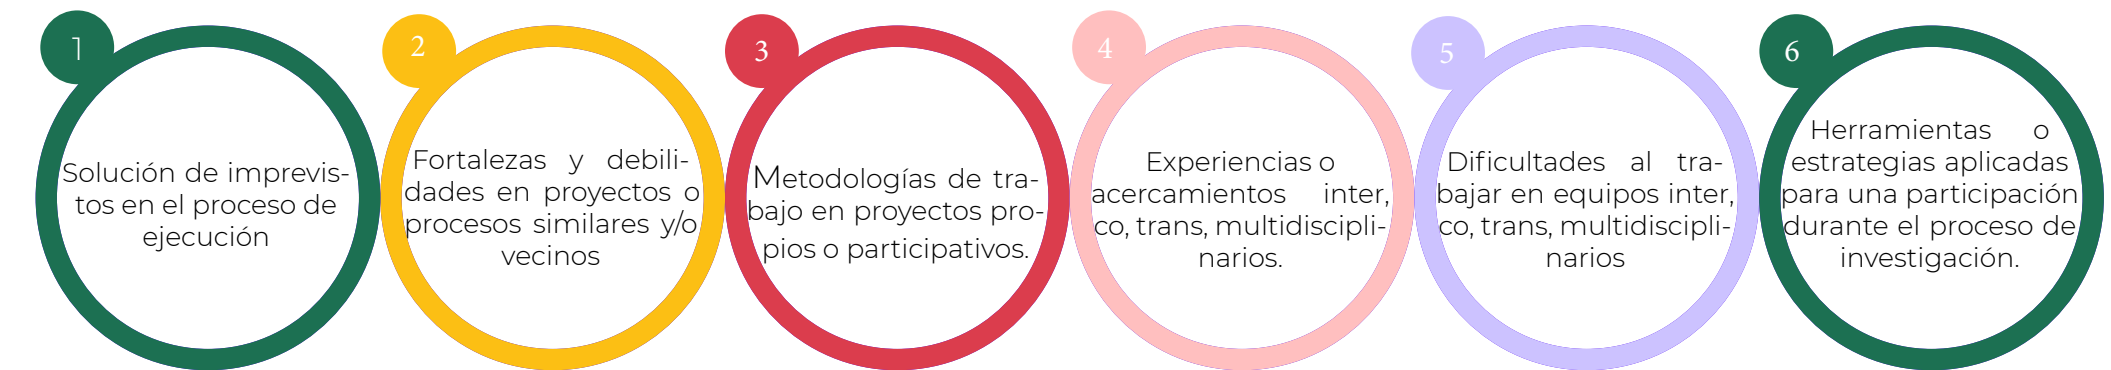 1
Solución de imprevis-
tos en el proceso de
ejecución
2
Fortalezas y debili-
dades en proyectos o
procesos similares y/o
vecinos
3
Metodologías de tra-
bajo en proyectos pro-
pios o participativos.
4
Experiencias o
acercamientos inter,
co, trans, multidiscipli-
narios.
5
Dificultades al tra-
bajar en equipos inter,
co, trans, multidiscipli-
narios
6
Herramientas o
estrategias aplicadas
para una participación
durante el proceso de
investigación.